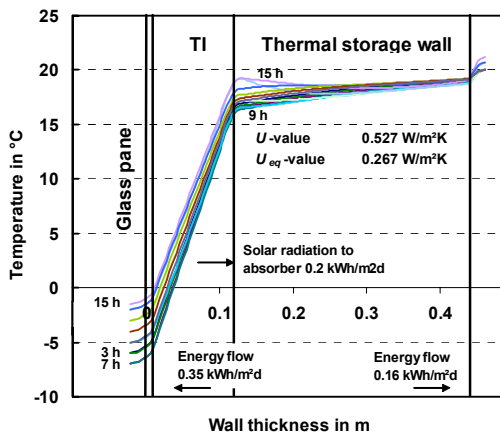 25
20
15
10
5
0
-5
-10
Temperature in °C
Glass pane
TI
Thermal storage wall
15 h
9 h
U-value 0.527 W/m²K
U eq -value 0.267 W/m²K
Solar radiation to
absorber 0.2 kWh/m2d
0 0.1 0.2 0.3 0.4
15 h
3 h
7 h
Energy flow
0.35 kWh/m²d
Energy flow
0.16 kWh/m²d
Wall thickness in m